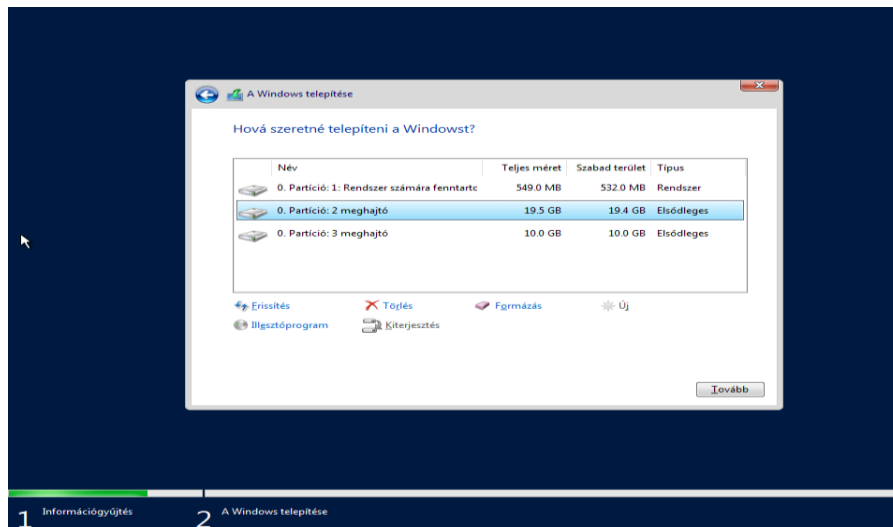 A Windows telepítése
Hová szeretné telepíteni a Windowst?
Név Teljes méret Szabad terület Típus
0. Partíció: 1: Rendszer számára fenntartc 549.0 MB 532.0 MB Rendszer
0. Partíció: 2 meghajtó 19.5 GB 19.4 GB Elsődleges
0. Partíció: 3 meghajtó 10.0 GB 10.0 GB Elsődleges
Frissítés Törlés Formázás Új
Illesztőprogram Kiterjesztés
Tovább
1 Információgyűjtés 2 A Windows telepítése